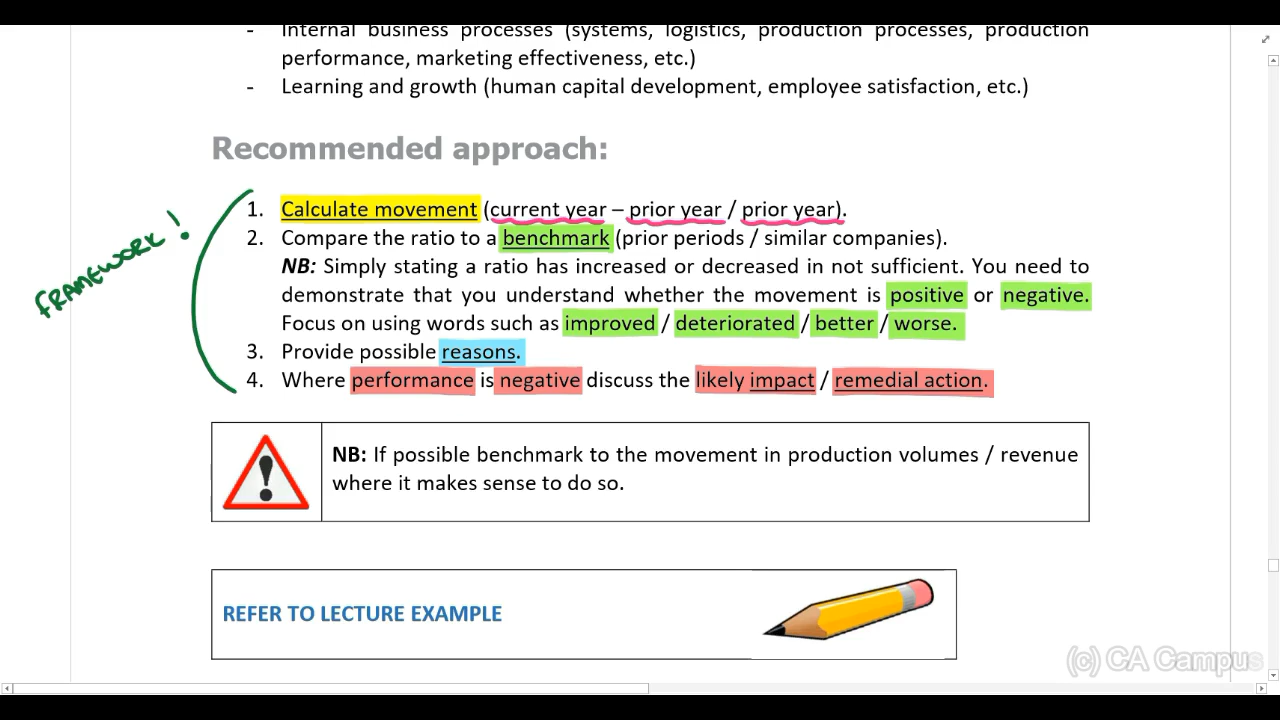 - Internal business processes (systems, logistics, production processes, production
performance, marketing effectiveness, etc.)
- Learning and growth (human capital development, employee satisfaction, etc.)
Recommended approach:
FRAMEWORK!
1. Calculate movement (current year – prior year / prior year).
2. Compare the ratio to a benchmark (prior periods / similar companies).
NB: Simply stating a ratio has increased or decreased in not sufficient. You need to
demonstrate that you understand whether the movement is positive or negative.
Focus on using words such as improved / deteriorated / better / worse.
3. Provide possible reasons.
4. Where performance is negative discuss the likely impact / remedial action.
NB: If possible benchmark to the movement in production volumes / revenue
where it makes sense to do so.
REFER TO LECTURE EXAMPLE
(c) CA Campus